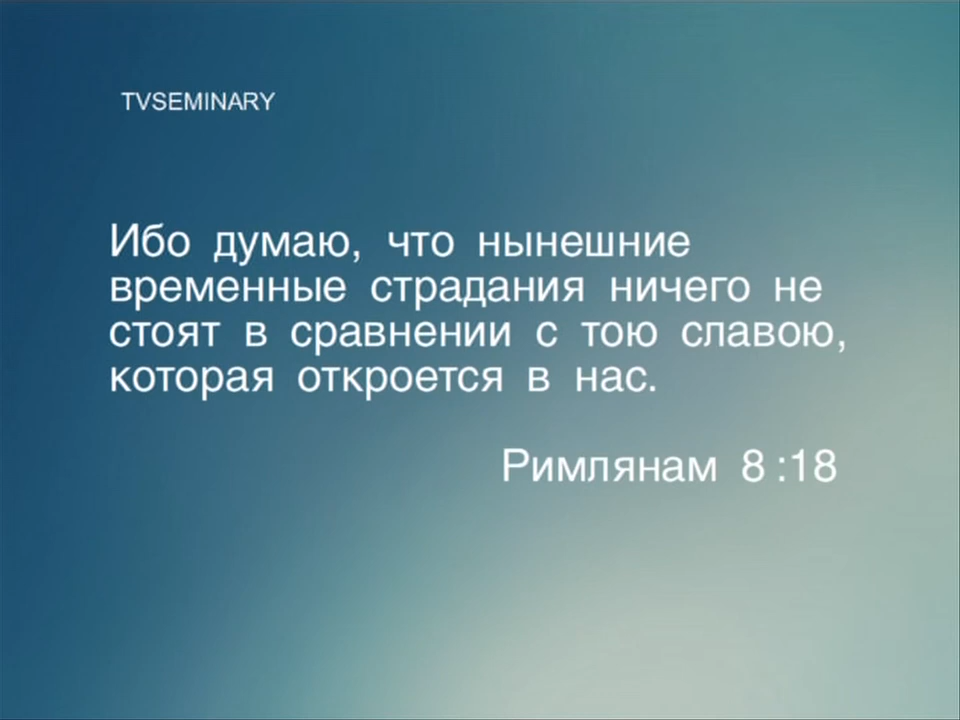 TVSEMINARY
Ибо думаю, что нынешние
временные страдания ничего не
стоят в сравнении с тою славою,
которая откроется в нас.
Римлянам 8 :18